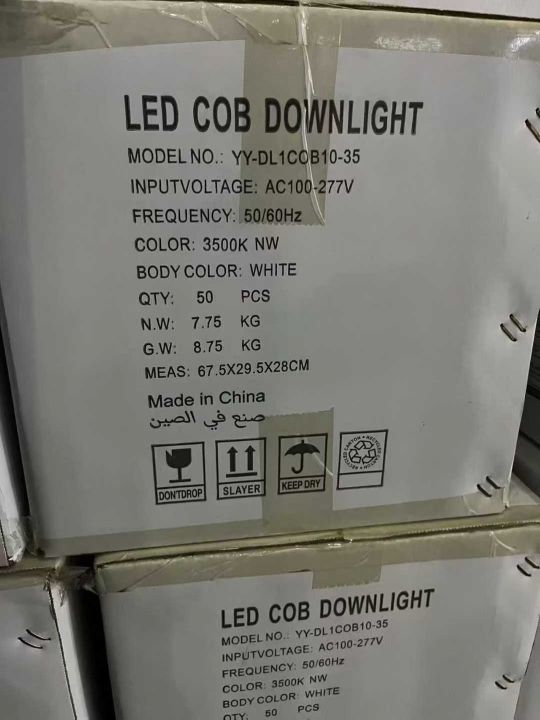 LED COB DOWNLIGHT
MODEL NO.: YY-DL1COB10-35
INPUTVOLTAGE: AC100-277V
FREQUENCY: 50/60Hz
COLOR: 3500K NW
BODY COLOR: WHITE
QTY: 50 PCS
N.W: 7.75 KG
G.W: 8.75 KG
MEAS: 67.5X29.5X28CM
Made in China
صنع في الصين
DONTDROP SLAYER KEEP DRY
LED COB DOWNLIGHT
MODEL NO.: YY-DL1COB10-35
INPUTVOLTAGE: AC100-277V
FREQUENCY: 50/60Hz
COLOR: 3500K NW
BODY COLOR: WHITE
QTY: 50 PCS